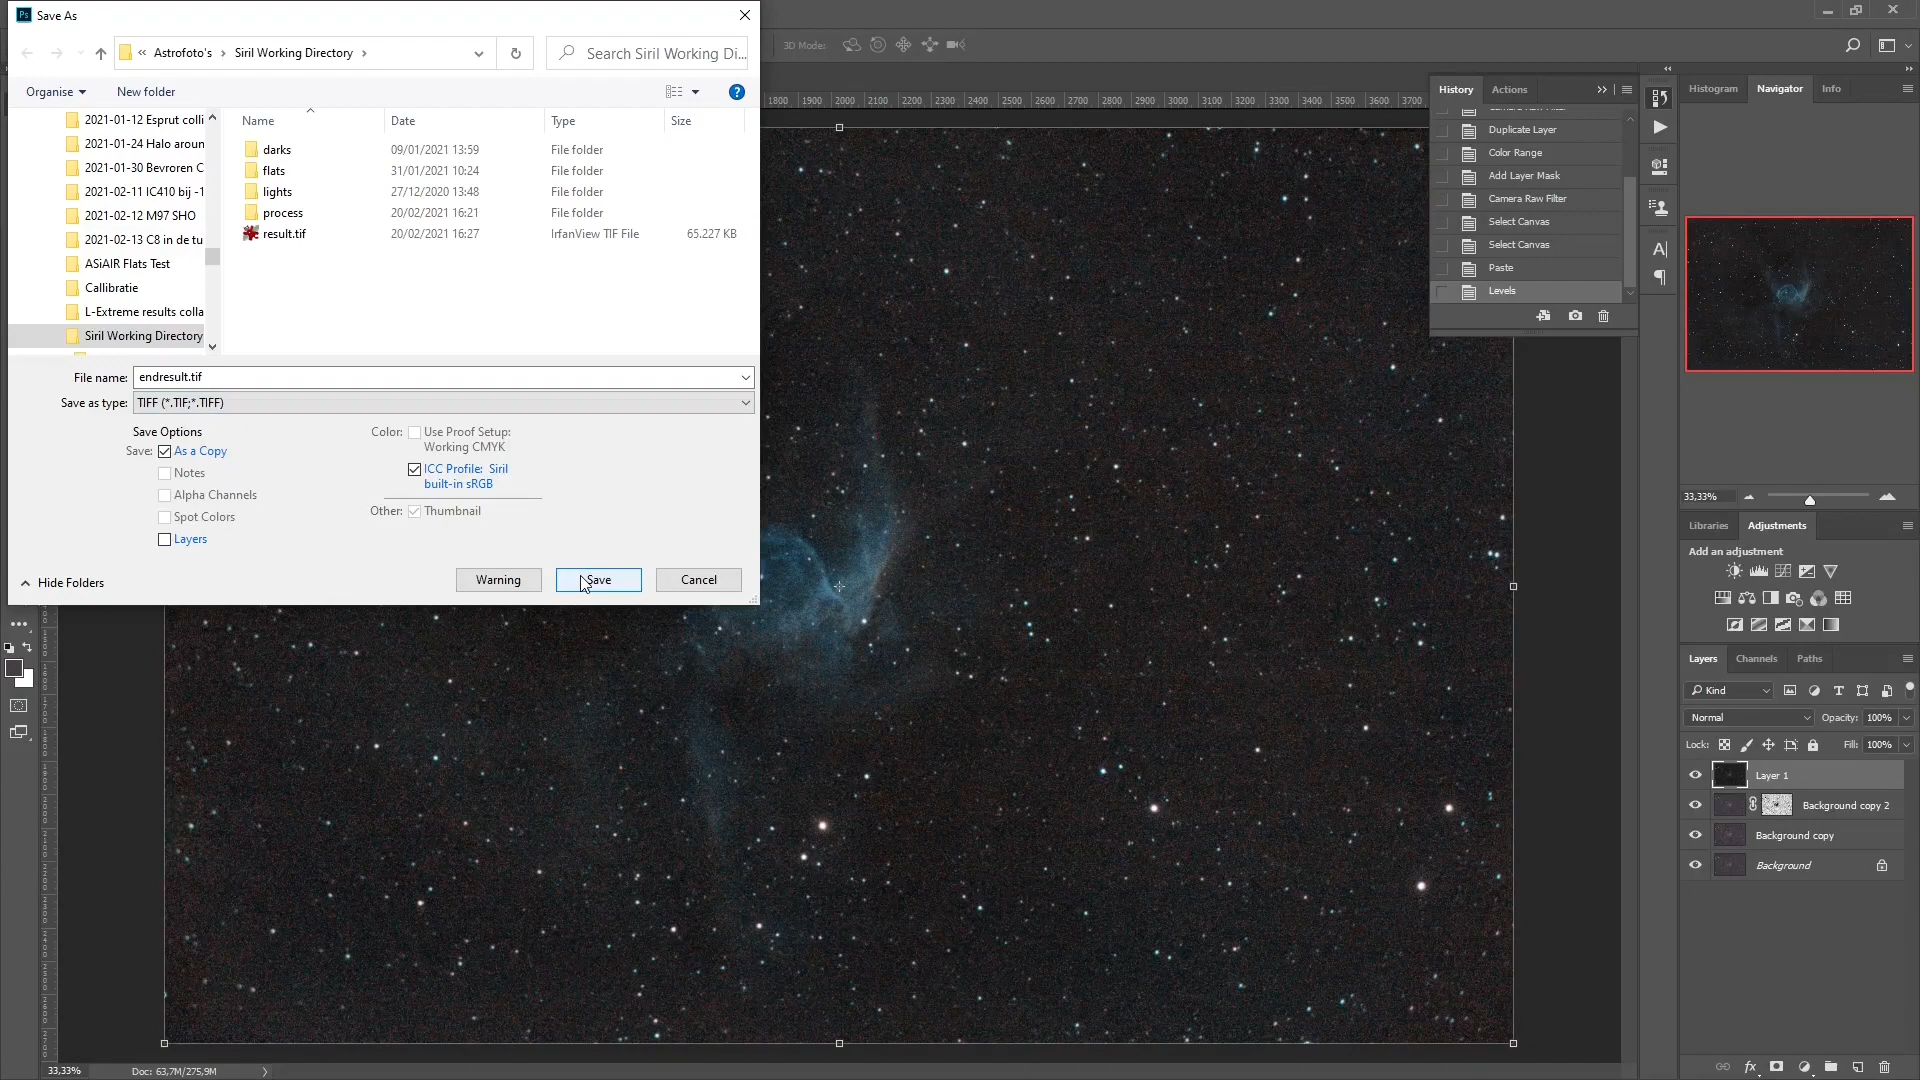 Ps Save As
« Astrofoto's › Siril Working Directory ›
Search Siril Working Di...
Organise
New folder
?
2021-01-12 Esprut colli
2021-01-24 Halo aroun
2021-01-30 Bevroren C
2021-02-11 IC410 bij -1
2021-02-12 M97 SHO
2021-02-13 C8 in de tu
ASiAIR Flats Test
Callibratie
L-Extreme results colla
Siril Working Directory
Name Date Type Size
darks 09/01/2021 13:59 File folder
flats 31/01/2021 10:24 File folder
lights 27/12/2020 13:48 File folder
process 20/02/2021 16:21 File folder
result.tif 20/02/2021 16:27 IrfanView TIF File 65.227 KB
File name: endresult.tif
Save as type: TIFF (*.TIF;*.TIFF)
Save Options
Save: As a Copy
Notes
Alpha Channels
Spot Colors
Layers
Color: Use Proof Setup:
Working CMYK
ICC Profile: Siril
built-in sRGB
Other: Thumbnail
Hide Folders
Warning
Save
Cancel
3D Mode:
1800 1900 2000 2100 2200 2300 2400 2500 2600 2700 2800 2900 3000 3100 3200 3300 3400 3500 3600 3700
History Actions
Duplicate Layer
Color Range
Add Layer Mask
Camera Raw Filter
Select Canvas
Select Canvas
Paste
Levels
Histogram Navigator Info
33,33%
Libraries Adjustments
Add an adjustment
Layers Channels Paths
Kind
Normal Opacity: 100%
Lock: Fill: 100%
Layer 1
Background copy 2
Background copy
Background
fx
33,33% Doc: 63,7M/275,9M